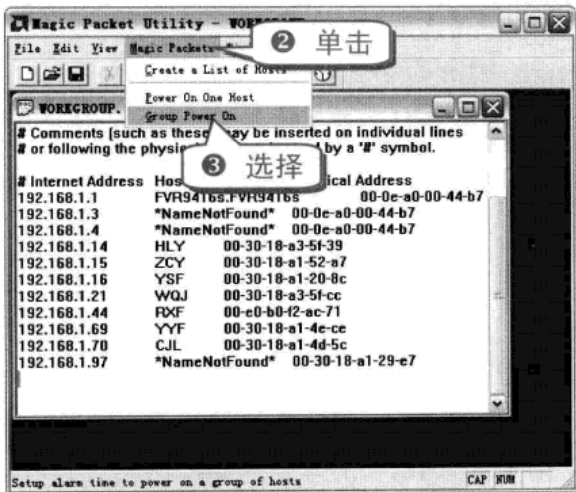 Magic Packet Utility - WORKGROUP
File Edit View Magic Packets
❷ 单击
Create a List of Hosts
Power On One Host
Group Power On
❸ 选择
WORKGROUP.
# Comments (such as these) may be inserted on individual lines
# or following the physical by a '#' symbol.
# Internet Address Host Physical Address
192.168.1.1 FVR9416s.FVR9416s 00-0e-a0-00-44-b7
192.168.1.3 *NameNotFound* 00-0e-a0-00-44-b7
192.168.1.4 *NameNotFound* 00-0e-a0-00-44-b7
192.168.1.14 HLY 00-30-18-a3-5f-39
192.168.1.15 ZCY 00-30-18-a1-52-a7
192.168.1.16 YSF 00-30-18-a1-20-8c
192.168.1.21 WQJ 00-30-18-a3-5f-cc
192.168.1.44 RXF 00-e0-b0-f2-ac-71
192.168.1.69 YYF 00-30-18-a1-4e-ce
192.168.1.70 CJL 00-30-18-a1-4d-5c
192.168.1.97 *NameNotFound* 00-30-18-a1-29-e7
Setup alarm time to power on a group of hosts CAP NUM